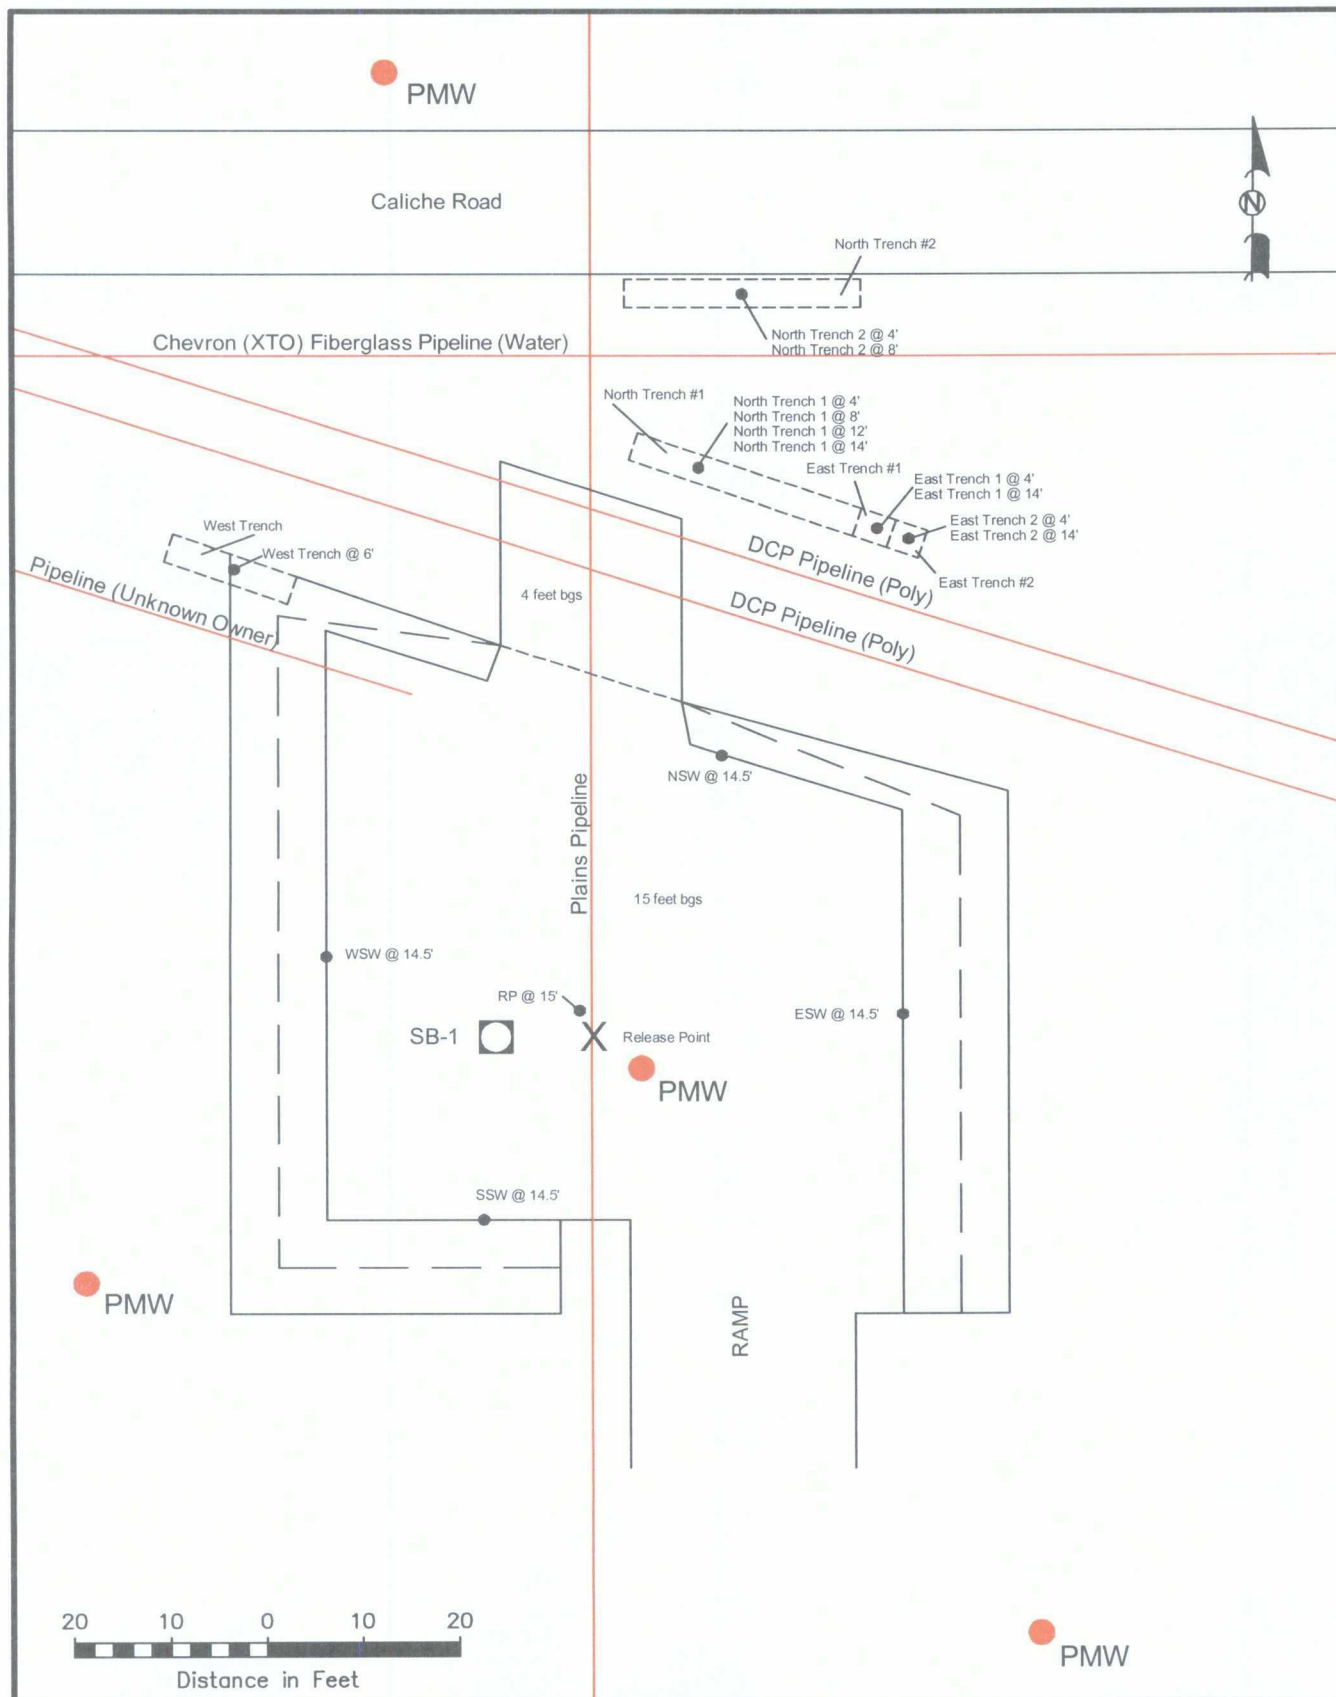 PMW
Caliche Road
N
North Trench #2
North Trench 2 @ 4'
North Trench 2 @ 8'
Chevron (XTO) Fiberglass Pipeline (Water)
North Trench #1
North Trench 1 @ 4'
North Trench 1 @ 8'
North Trench 1 @ 12'
North Trench 1 @ 14'
East Trench #1
East Trench 1 @ 4'
East Trench 1 @ 14'
East Trench 2 @ 4'
East Trench 2 @ 14'
East Trench #2
West Trench
West Trench @ 6'
Pipeline (Unknown Owner)
DCP Pipeline (Poly)
DCP Pipeline (Poly)
4 feet bgs
NSW @ 14.5'
Plains Pipeline
15 feet bgs
WSW @ 14.5'
RP @ 15'
ESW @ 14.5'
SB-1
X
Release Point
PMW
SSW @ 14.5'
PMW
RAMP
20 10 0 10 20
Distance in Feet
PMW